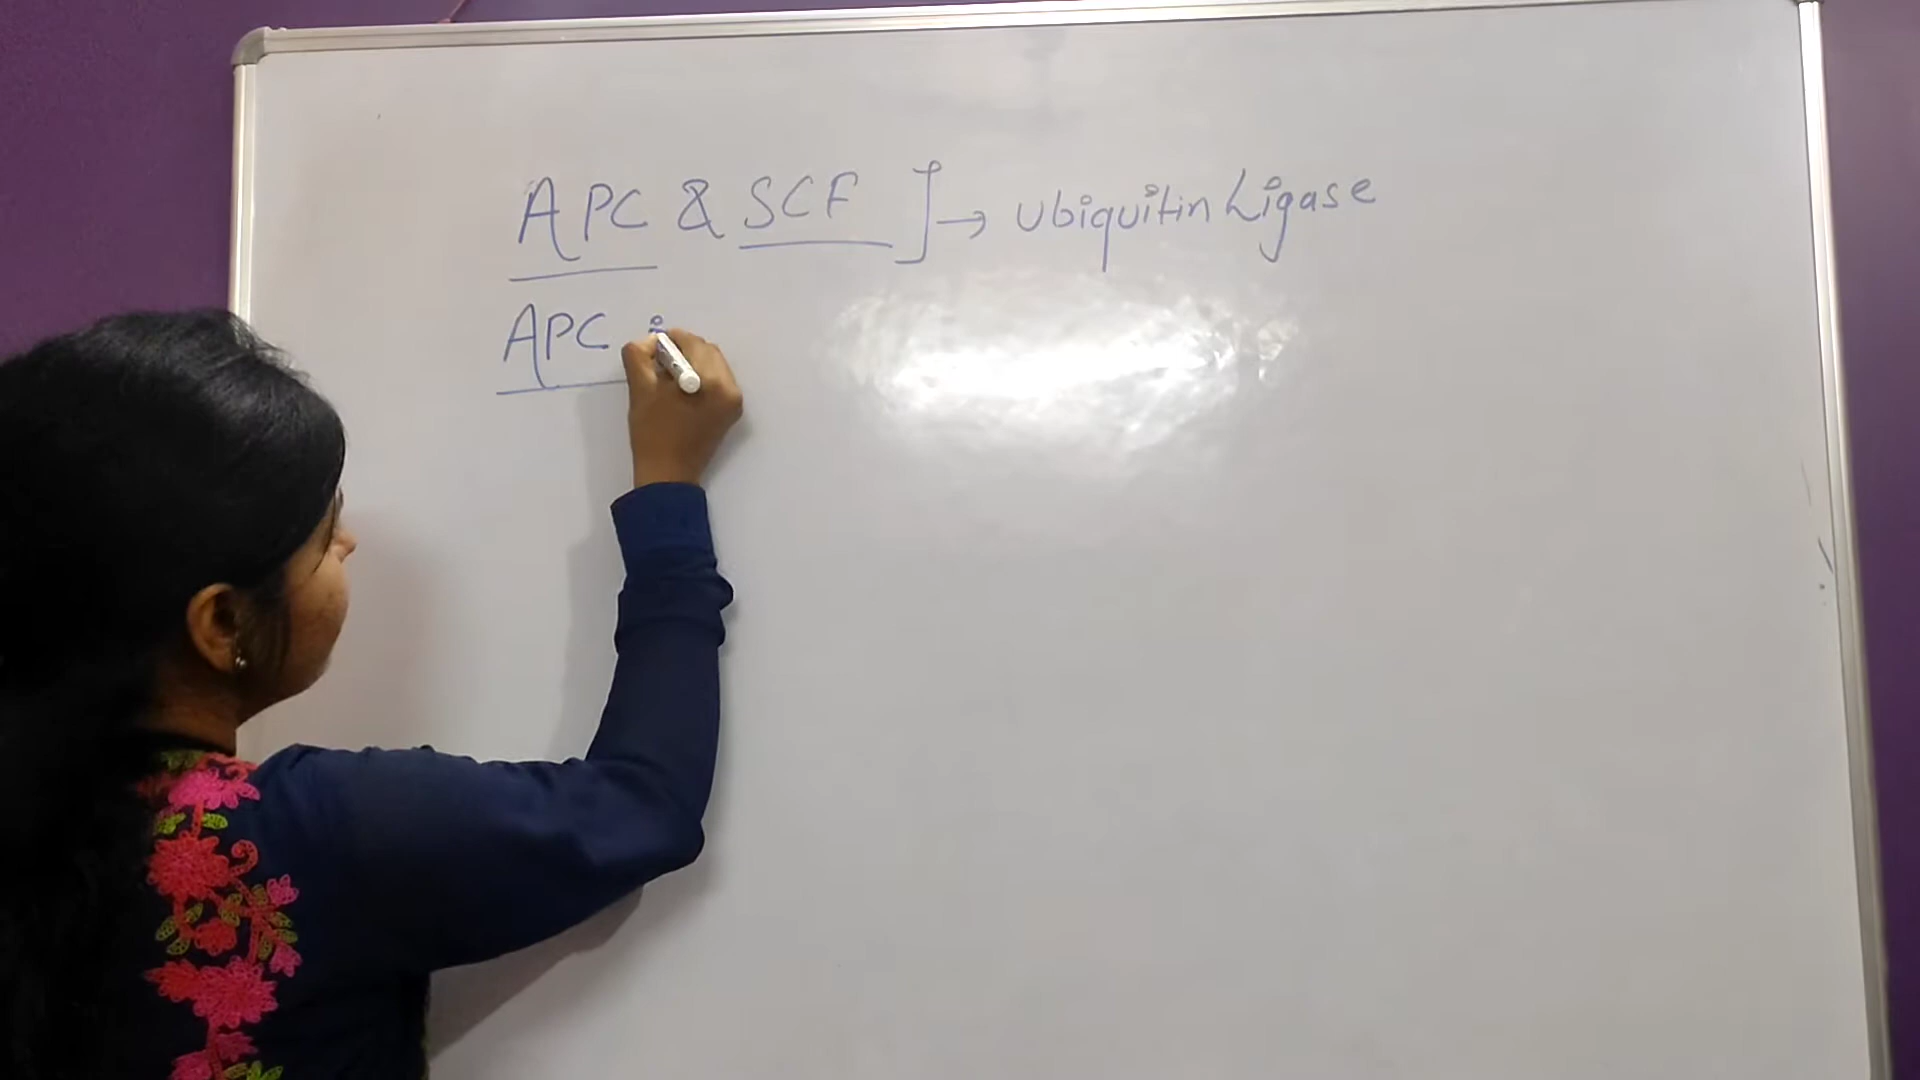 APC & SCF ] → Ubiquitin Ligase
APC :